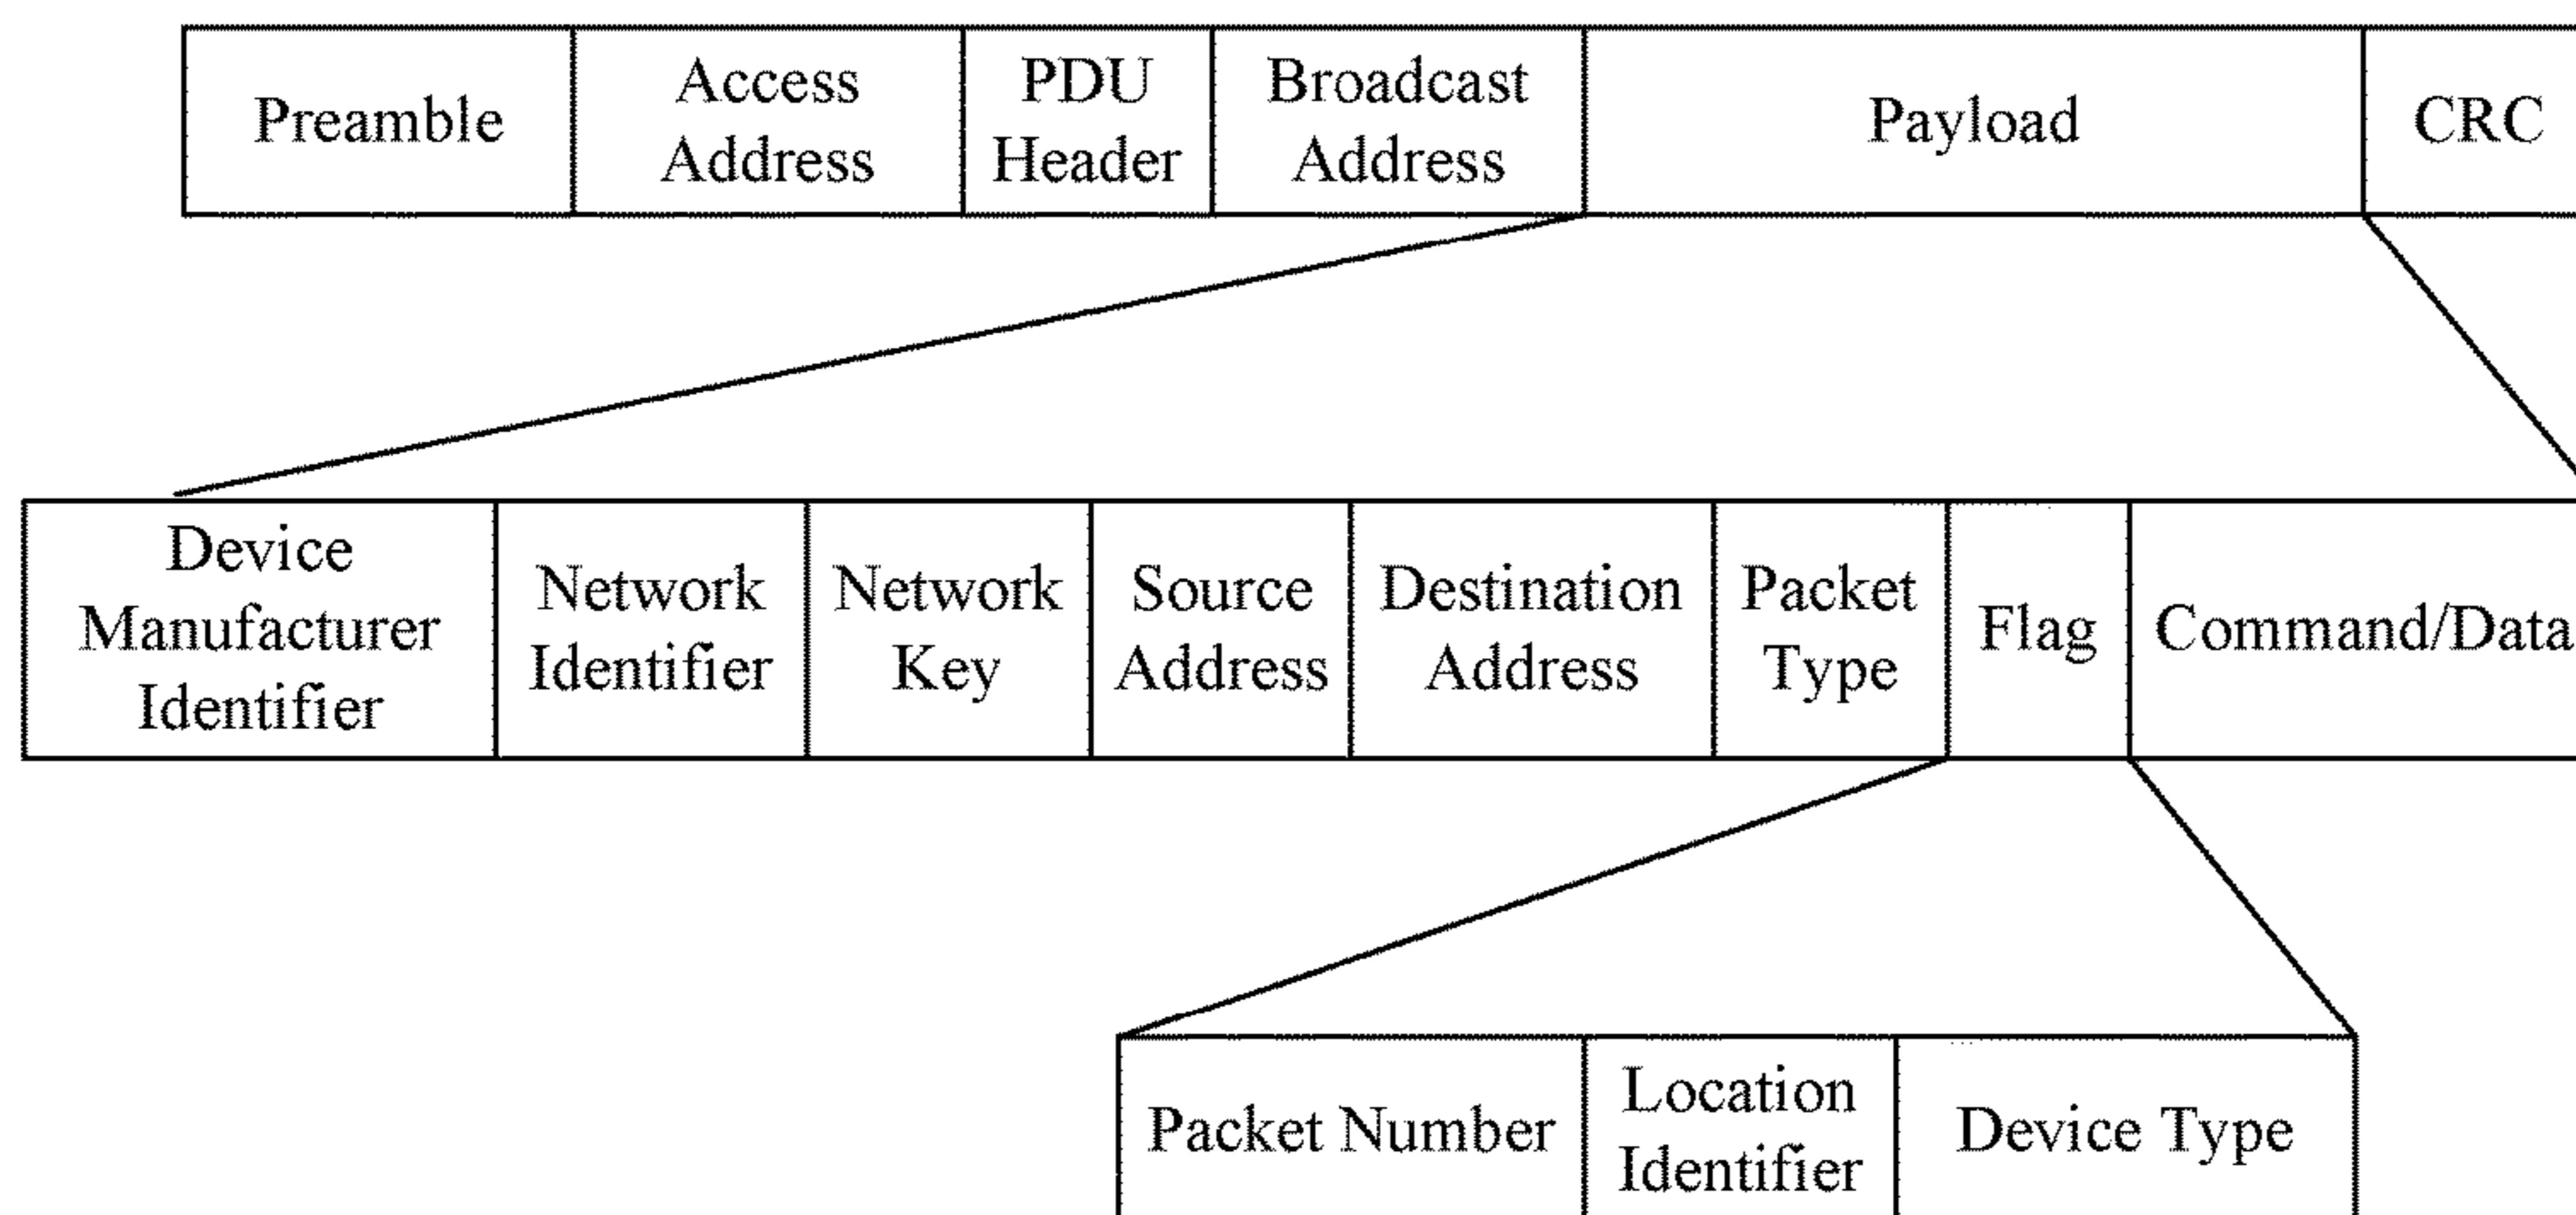 Preamble
Access
Address
PDU
Header
Broadcast
Address
Payload
CRC
Device
Manufacturer
Identifier
Network
Identifier
Network
Key
Source
Address
Destination
Address
Packet
Type
Flag
Command/Data
Packet Number
Location
Identifier
Device Type